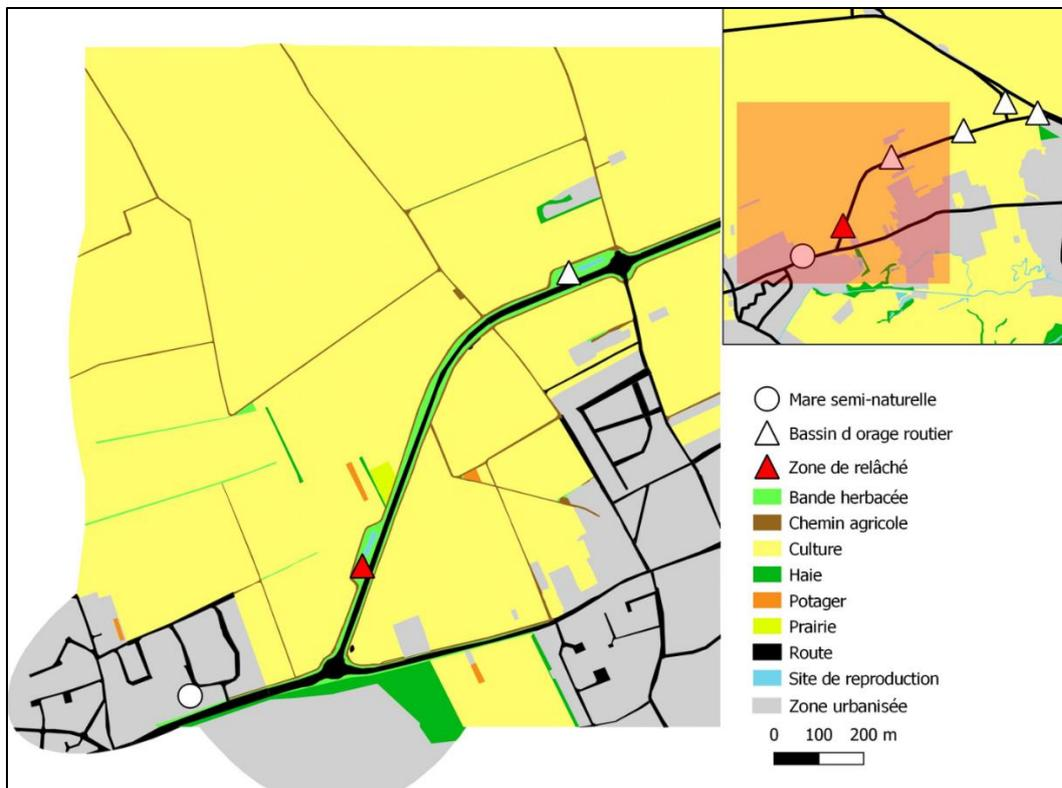 Mare semi-naturelle
Bassin d orage routier
Zone de relâché
Bande herbacée
Chemin agricole
Culture
Haie
Potager
Prairie
Route
Site de reproduction
Zone urbanisée
0 100 200 m